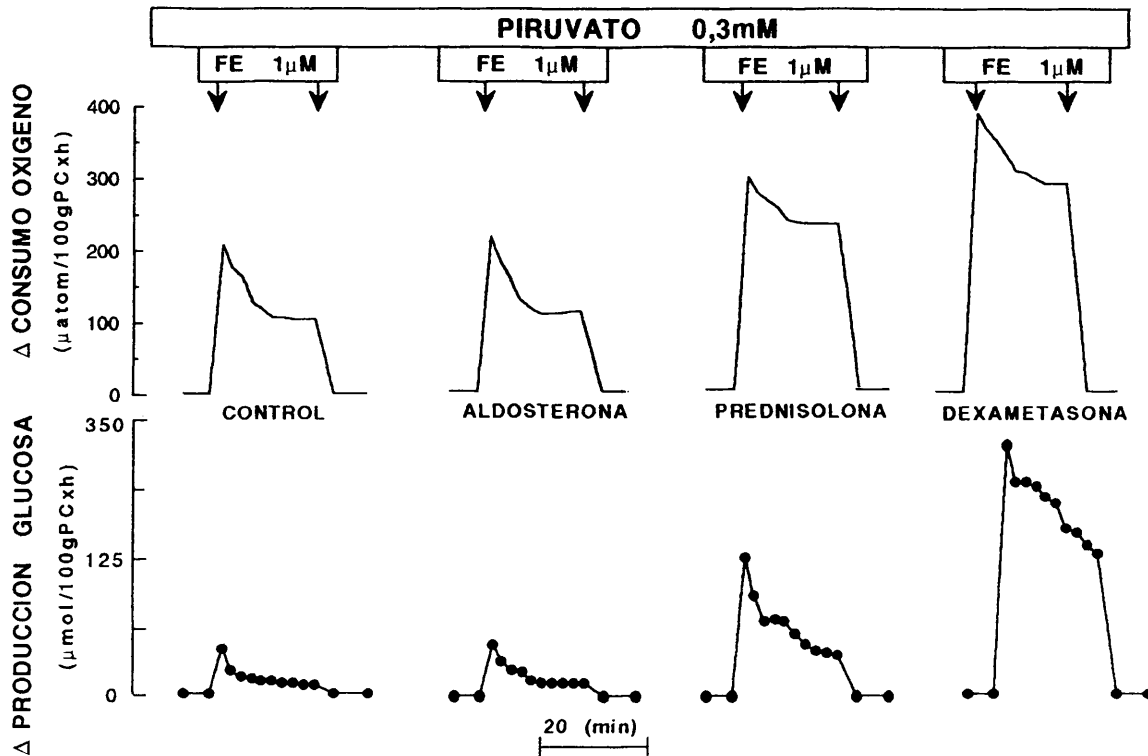 PIRUVATO 0,3mM
FE 1μM
FE 1μM
FE 1μM
FE 1μM
Δ CONSUMO OXIGENO
(μatom/100gPCxh)
400
300
200
100
0
CONTROL
ALDOSTERONA
PREDNISOLONA
DEXAMETASONA
Δ PRODUCCION GLUCOSA
(μmol/100gPCxh)
350
125
0
20 (min)